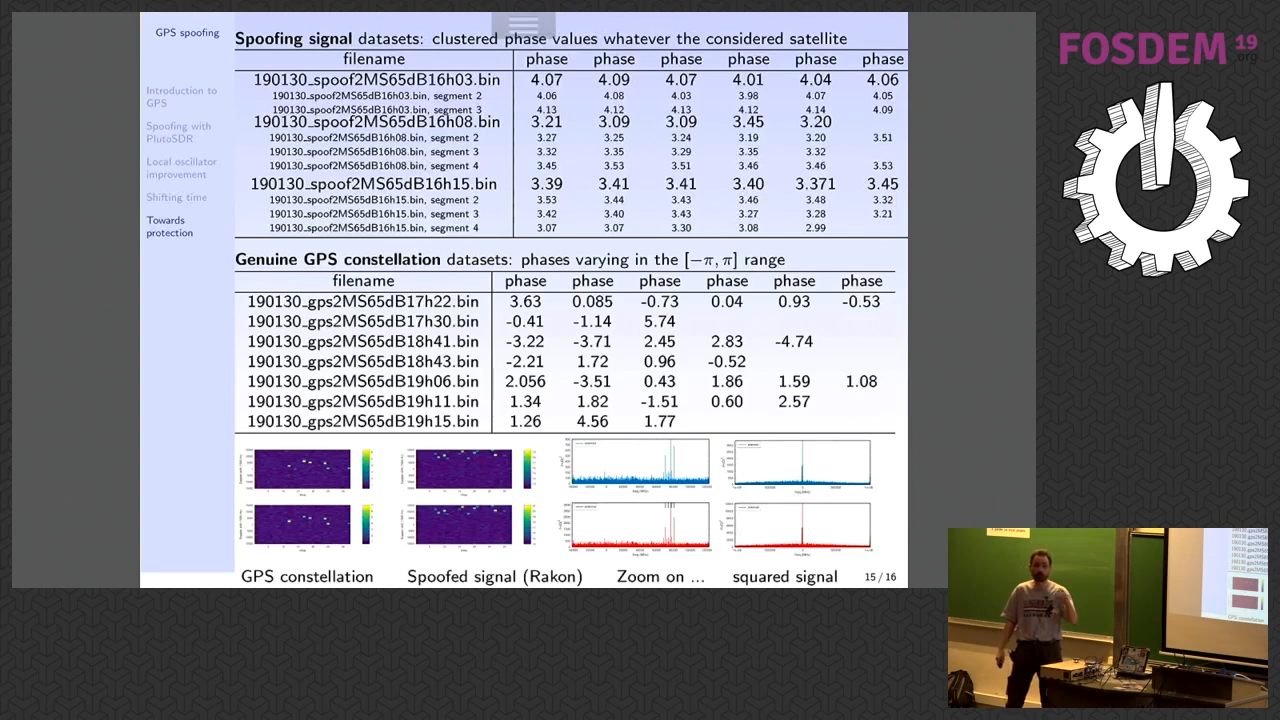 GPS spoofing
Introduction to
GPS
Spoofing with
PlutoSDR
Local oscillator
improvement
Shifting time
Towards
protection
Spoofing signal datasets: clustered phase values whatever the considered satellite
filename phase phase phase phase phase phase
190130_spoof2MS65dB16h03.bin 4.07 4.09 4.07 4.01 4.04 4.06
190130_spoof2MS65dB16h03.bin, segment 2 4.06 4.08 4.03 3.98 4.07 4.05
190130_spoof2MS65dB16h03.bin, segment 3 4.13 4.12 4.13 4.12 4.14 4.09
190130_spoof2MS65dB16h08.bin 3.21 3.09 3.09 3.45 3.20
190130_spoof2MS65dB16h08.bin, segment 2 3.27 3.25 3.24 3.19 3.20 3.51
190130_spoof2MS65dB16h08.bin, segment 3 3.32 3.35 3.29 3.35 3.32
190130_spoof2MS65dB16h08.bin, segment 4 3.45 3.53 3.51 3.46 3.46 3.53
190130_spoof2MS65dB16h15.bin 3.39 3.41 3.41 3.40 3.371 3.45
190130_spoof2MS65dB16h15.bin, segment 2 3.53 3.44 3.43 3.46 3.48 3.32
190130_spoof2MS65dB16h15.bin, segment 3 3.42 3.40 3.43 3.27 3.28 3.21
190130_spoof2MS65dB16h15.bin, segment 4 3.07 3.07 3.30 3.08 2.99
Genuine GPS constellation datasets: phases varying in the [−π, π] range
filename phase phase phase phase phase phase
190130_gps2MS65dB17h22.bin 3.63 0.085 -0.73 0.04 0.93 -0.53
190130_gps2MS65dB17h30.bin -0.41 -1.14 5.74
190130_gps2MS65dB18h41.bin -3.22 -3.71 2.45 2.83 -4.74
190130_gps2MS65dB18h43.bin -2.21 1.72 0.96 -0.52
190130_gps2MS65dB19h06.bin 2.056 -3.51 0.43 1.86 1.59 1.08
190130_gps2MS65dB19h11.bin 1.34 1.82 -1.51 0.60 2.57
190130_gps2MS65dB19h15.bin 1.26 4.56 1.77
GPS constellation Spoofed signal (Rakon) Zoom on ... squared signal 15 / 16
FOSDEM 19
.org
GPS constellation